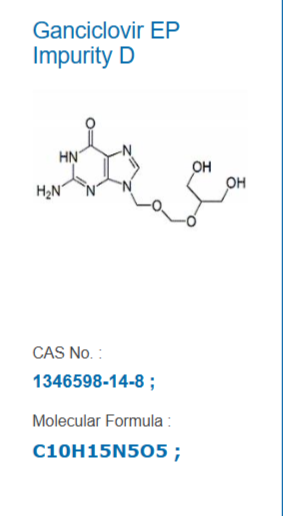 Ganciclovir EP
Impurity D
O
HN
N
H₂N
N
N
O
O
OH
OH
CAS No. :
1346598-14-8 ;
Molecular Formula :
C10H15N5O5 ;